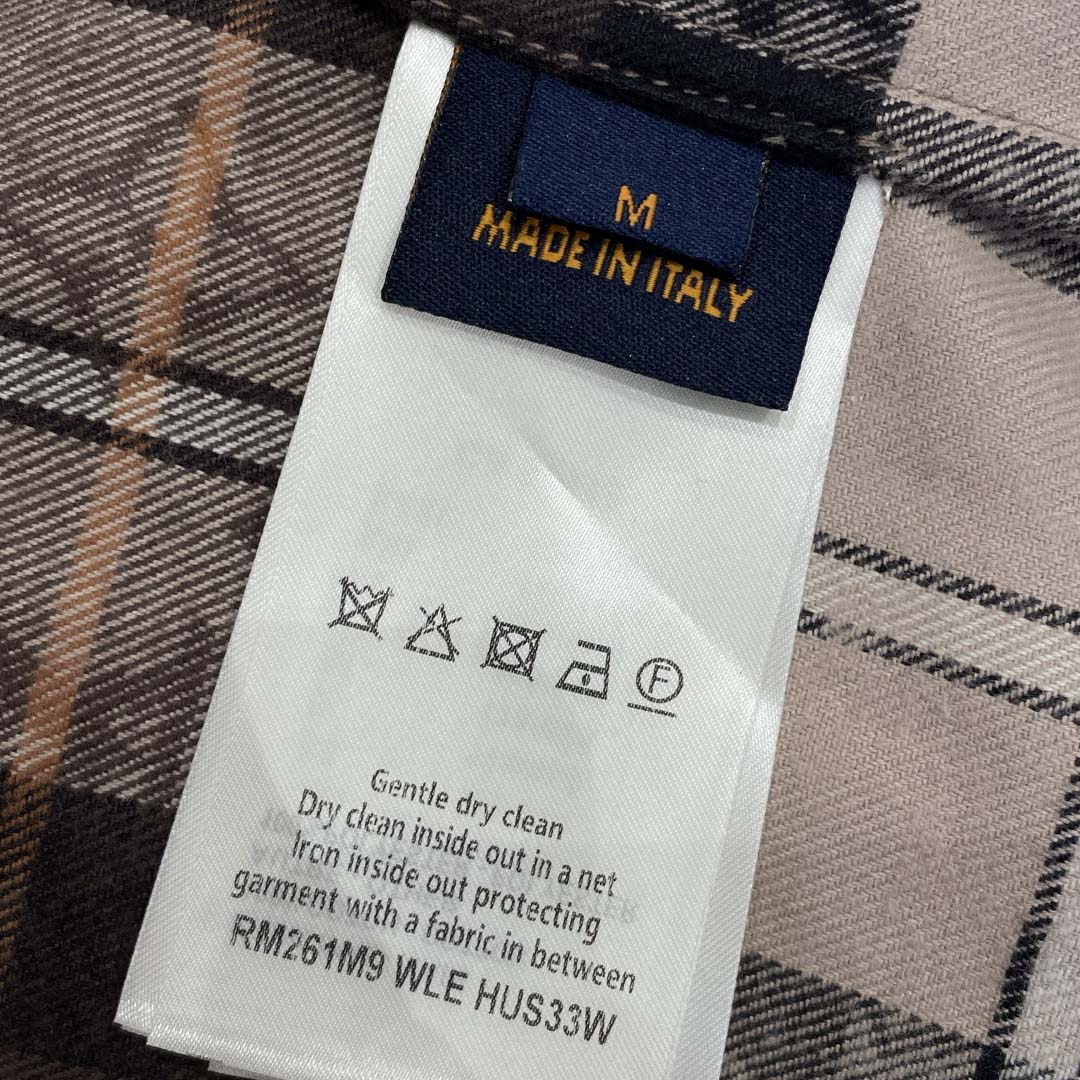 M
MADE IN ITALY
F
Gentle dry clean
Dry clean inside out in a net
Iron inside out protecting
garment with a fabric in between
RM261M9 WLE HUS33W